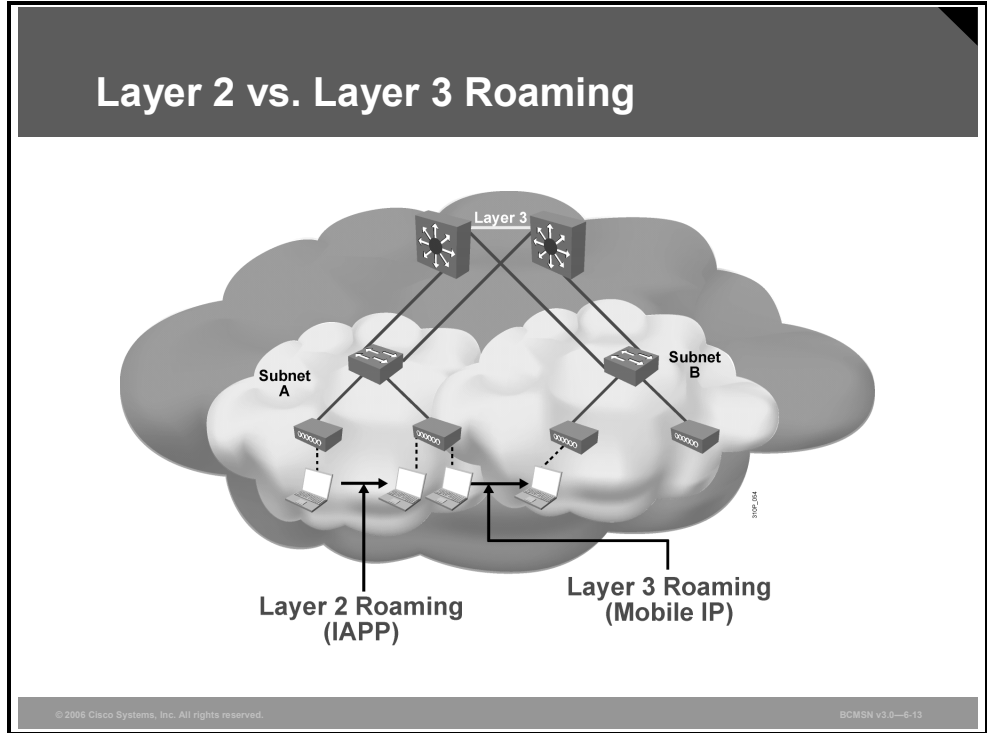 Layer 2 vs. Layer 3 Roaming
Layer 3
Subnet
A
Subnet
B
310P_054
Layer 2 Roaming
(IAPP)
Layer 3 Roaming
(Mobile IP)
© 2006 Cisco Systems, Inc. All rights reserved.
BCMSN v3.0—6-13